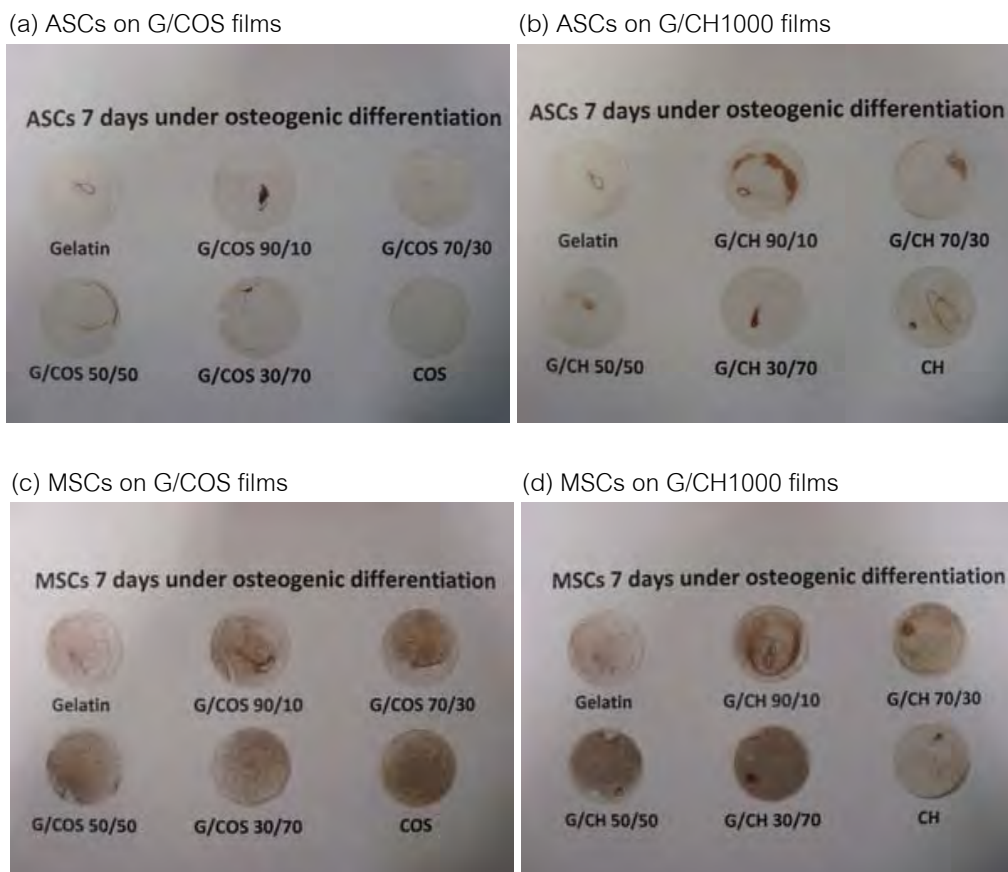 (a) ASCs on G/COS films
ASCs 7 days under osteogenic differentiation
Gelatin G/COS 90/10 G/COS 70/30
G/COS 50/50 G/COS 30/70 COS
(b) ASCs on G/CH1000 films
ASCs 7 days under osteogenic differentiation
Gelatin G/CH 90/10 G/CH 70/30
G/CH 50/50 G/CH 30/70 CH
(c) MSCs on G/COS films
MSCs 7 days under osteogenic differentiation
Gelatin G/COS 90/10 G/COS 70/30
G/COS 50/50 G/COS 30/70 COS
(d) MSCs on G/CH1000 films
MSCs 7 days under osteogenic differentiation
Gelatin G/CH 90/10 G/CH 70/30
G/CH 50/50 G/CH 30/70 CH